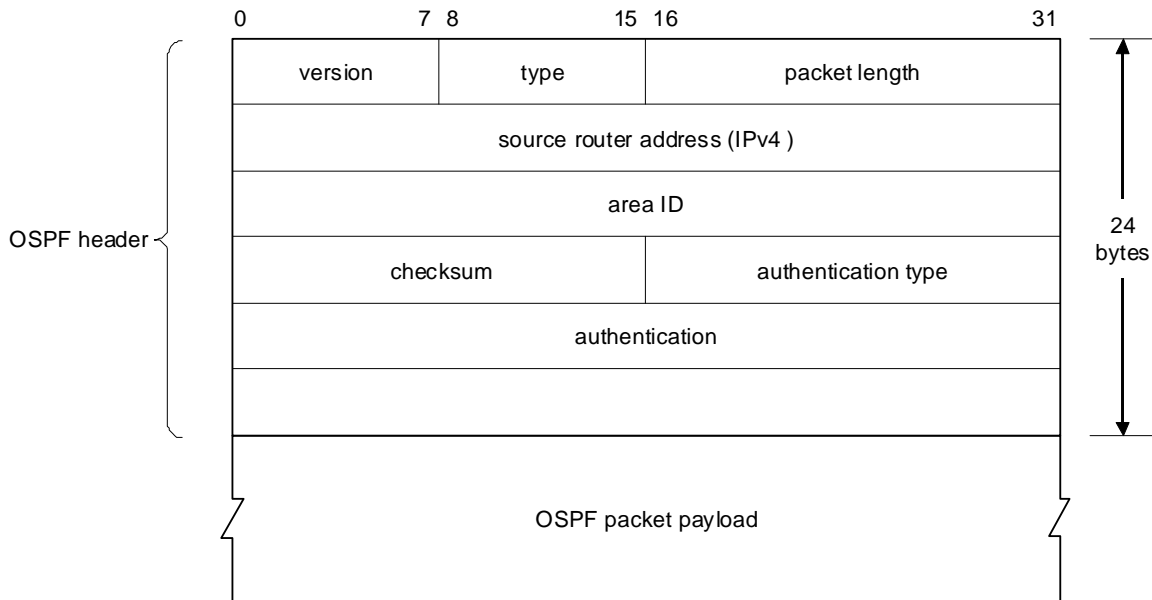 0 7 8 15 16 31
version type packet length
source router address (IPv4 )
area ID
OSPF header
24
bytes
checksum authentication type
authentication
OSPF packet payload